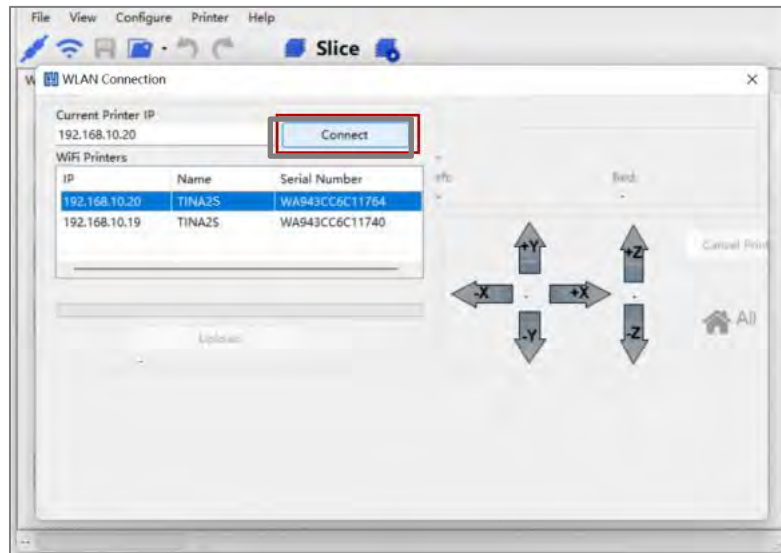 File View Configure Printer Help
Slice
W WLAN Connection
Current Printer IP
192.168.10.20 Connect
WiFi Printers
IP Name Serial Number
192.168.10.20 TINA2S WA943CC6C11764
192.168.10.19 TINA2S WA943CC6C11740
Bed:
+Y +Z Cancel Print
-X +X
-Y -Z All
Upload
--